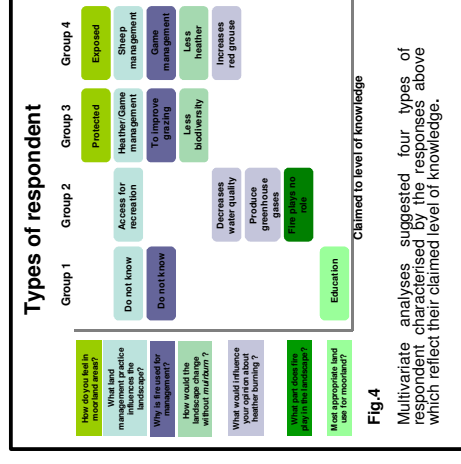 Types of respondent
Group 1
Group 2
Group 3
Group 4
How do you feel in
moorland areas?
Protected
Exposed
What land
management practice
influences the
landscape?
Do not know
Access for
recreation
Heather/Game
management
Sheep
management
Why is fire used for
management?
Do not know
To improve
grazing
Game
management
How would the
landscape change
without muirburn ?
Less
biodiversity
Less
heather
What would influence
your opinion about
heather burning ?
Decreases
water quality
Increases
red grouse
Produce
greenhouse
gases
What part does fire
play in the landscape?
Fire plays no
role
Most appropriate land
use for moorland?
Education
Claimed to level of knowledge
Fig.4
Multivariate analyses suggested four types of
respondent characterised by the responses above
which reflect their claimed level of knowledge.